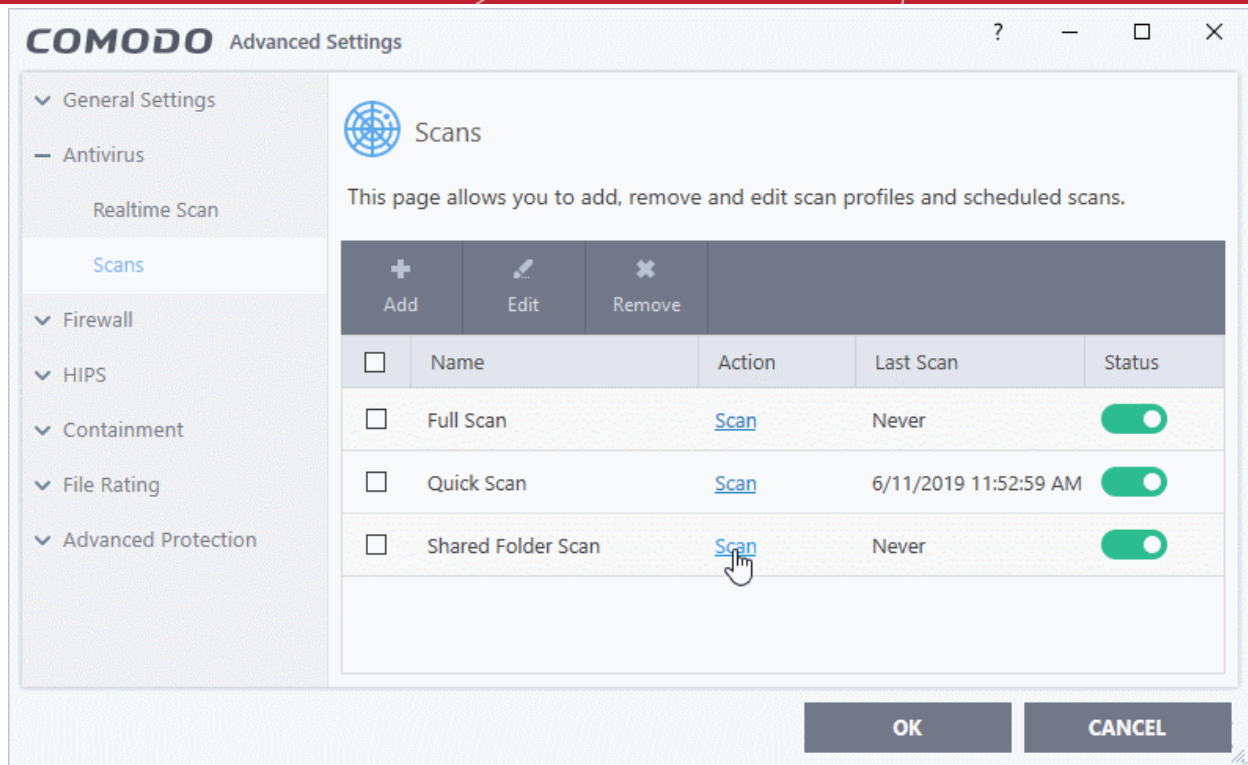 COMODO Advanced Settings ?
General Settings
Antivirus
Realtime Scan
Scans
Firewall
HIPS
Containment
File Rating
Advanced Protection
Scans
This page allows you to add, remove and edit scan profiles and scheduled scans.
Add Edit Remove
Name Action Last Scan Status
Full Scan Scan Never
Quick Scan Scan 6/11/2019 11:52:59 AM
Shared Folder Scan Scan Never
OK CANCEL